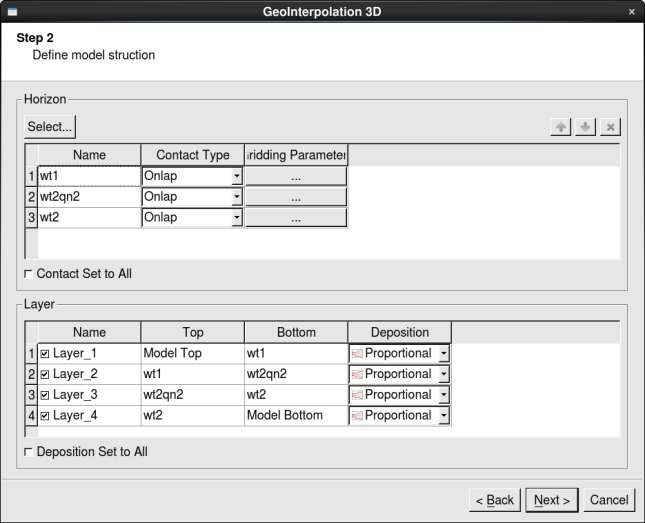 GeoInterpolation 3D
Step 2
Define model struction
Horizon
Select...
Name Contact Type ridding Parameter
1 wt1 Onlap ...
2 wt2qn2 Onlap ...
3 wt2 Onlap ...
Contact Set to All
Layer
Name Top Bottom Deposition
1 Layer_1 Model Top wt1 Proportional
2 Layer_2 wt1 wt2qn2 Proportional
3 Layer_3 wt2qn2 wt2 Proportional
4 Layer_4 wt2 Model Bottom Proportional
Deposition Set to All
< Back Next > Cancel